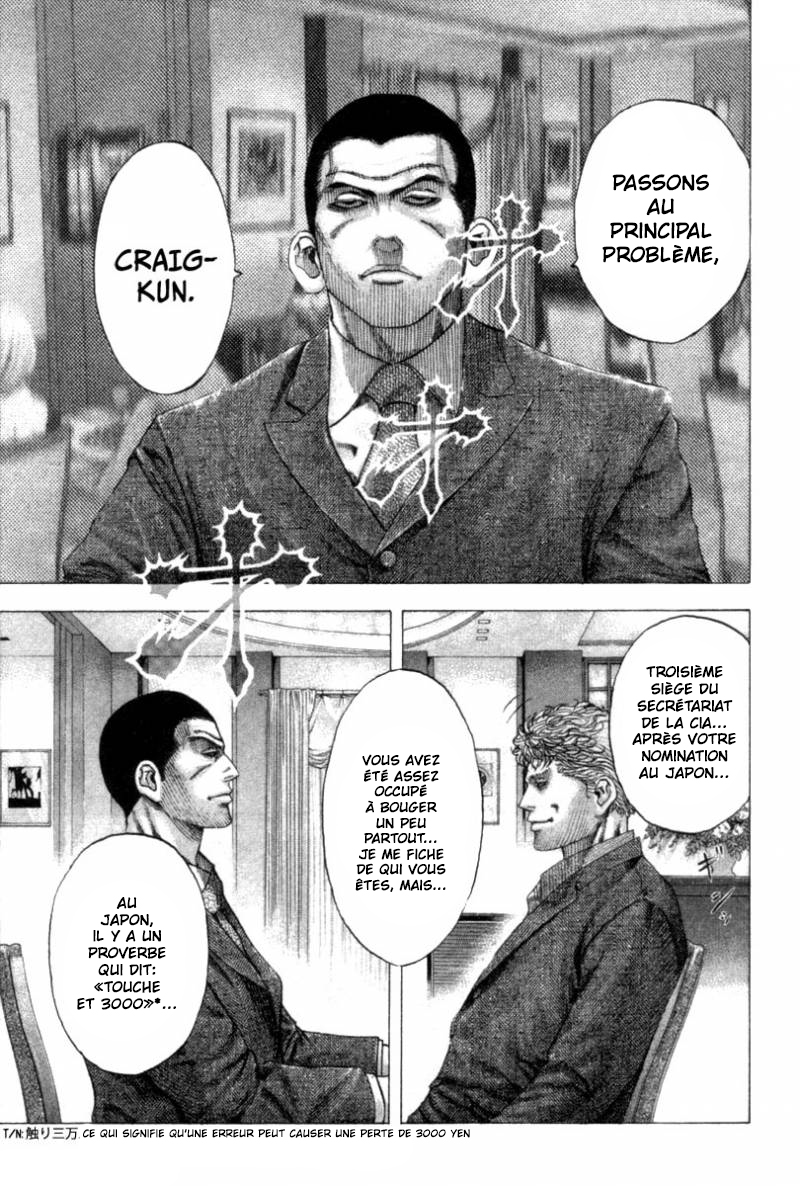 PASSONS
AU
PRINCIPAL
PROBLÈME,
CRAIG-
KUN.
TROISIÈME
SIÈGE DU
SECRÉTARIAT
DE LA CIA...
APRÈS VOTRE
NOMINATION
AU JAPON...
VOUS AVEZ
ÉTÉ ASSEZ
OCCUPÉ
À BOUGER
UN PEU
PARTOUT...
JE ME FICHE
DE QUI VOUS
ÊTES, MAIS...
ギシ
AU
JAPON,
IL Y A UN
PROVERBE
QUI DIT:
«TOUCHE
ET 3000»*...
T/N: 触り三万. CE QUI SIGNIFIE QU'UNE ERREUR PEUT CAUSER UNE PERTE DE 3000 YEN